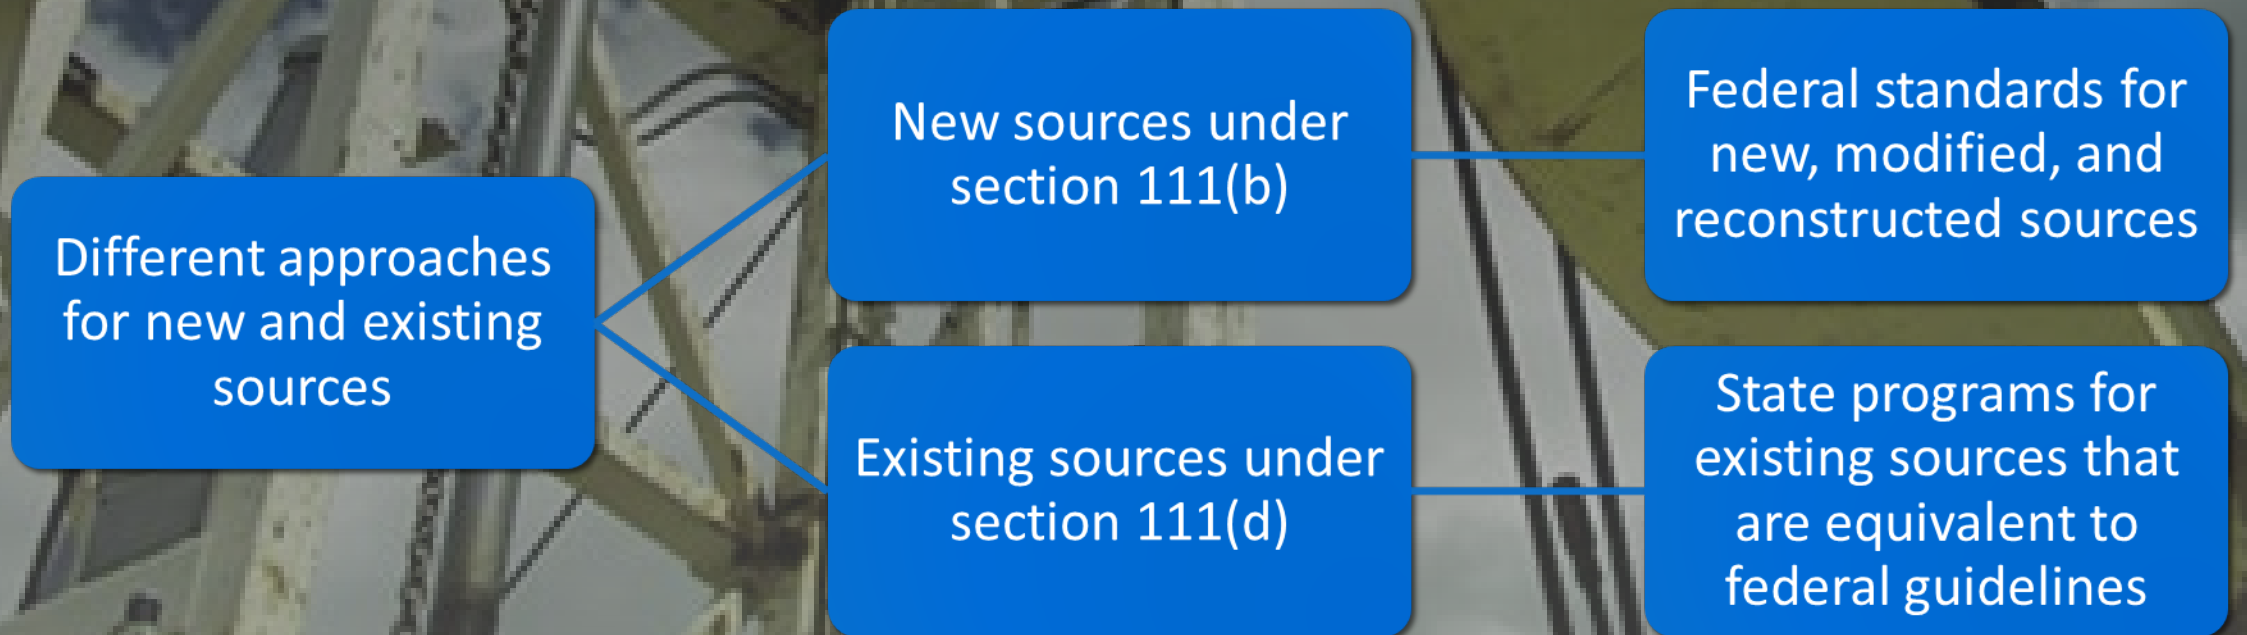 Different approaches
for new and existing
sources
New sources under
section 111(b)
Federal standards for
new, modified, and
reconstructed sources
Existing sources under
section 111(d)
State programs for
existing sources that
are equivalent to
federal guidelines